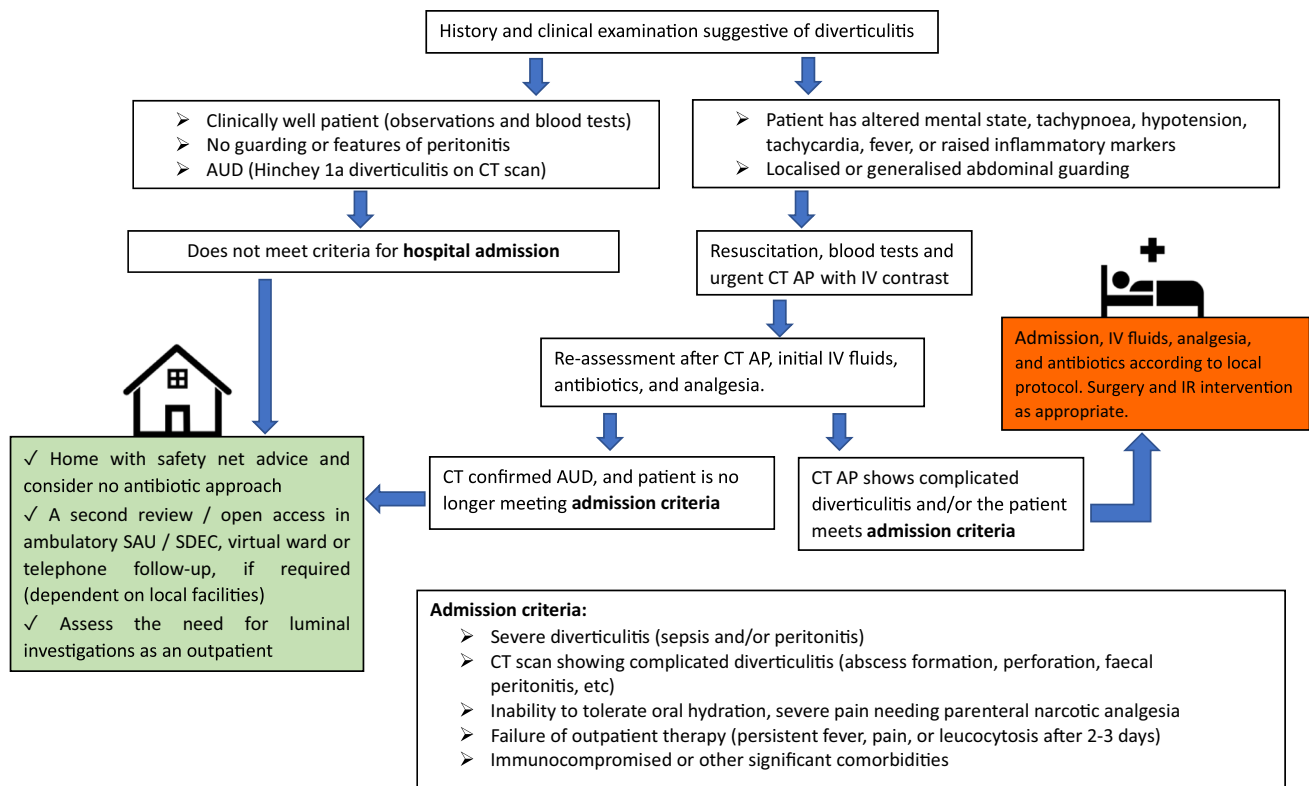 History and clinical examination suggestive of diverticulitis
➢ Clinically well patient (observations and blood tests)
➢ No guarding or features of peritonitis
➢ AUD (Hinchey 1a diverticulitis on CT scan)
➢ Patient has altered mental state, tachypnoea, hypotension,
tachycardia, fever, or raised inflammatory markers
➢ Localised or generalised abdominal guarding
Does not meet criteria for hospital admission
Resuscitation, blood tests and
urgent CT AP with IV contrast
Re-assessment after CT AP, initial IV fluids,
antibiotics, and analgesia.
Admission, IV fluids, analgesia,
and antibiotics according to local
protocol. Surgery and IR intervention
as appropriate.
✓ Home with safety net advice and
consider no antibiotic approach
✓ A second review / open access in
ambulatory SAU / SDEC, virtual ward or
telephone follow-up, if required
(dependent on local facilities)
✓ Assess the need for luminal
investigations as an outpatient
CT confirmed AUD, and patient is no
longer meeting admission criteria
CT AP shows complicated
diverticulitis and/or the patient
meets admission criteria
Admission criteria:
➢ Severe diverticulitis (sepsis and/or peritonitis)
➢ CT scan showing complicated diverticulitis (abscess formation, perforation, faecal
peritonitis, etc)
➢ Inability to tolerate oral hydration, severe pain needing parenteral narcotic analgesia
➢ Failure of outpatient therapy (persistent fever, pain, or leucocytosis after 2-3 days)
➢ Immunocompromised or other significant comorbidities